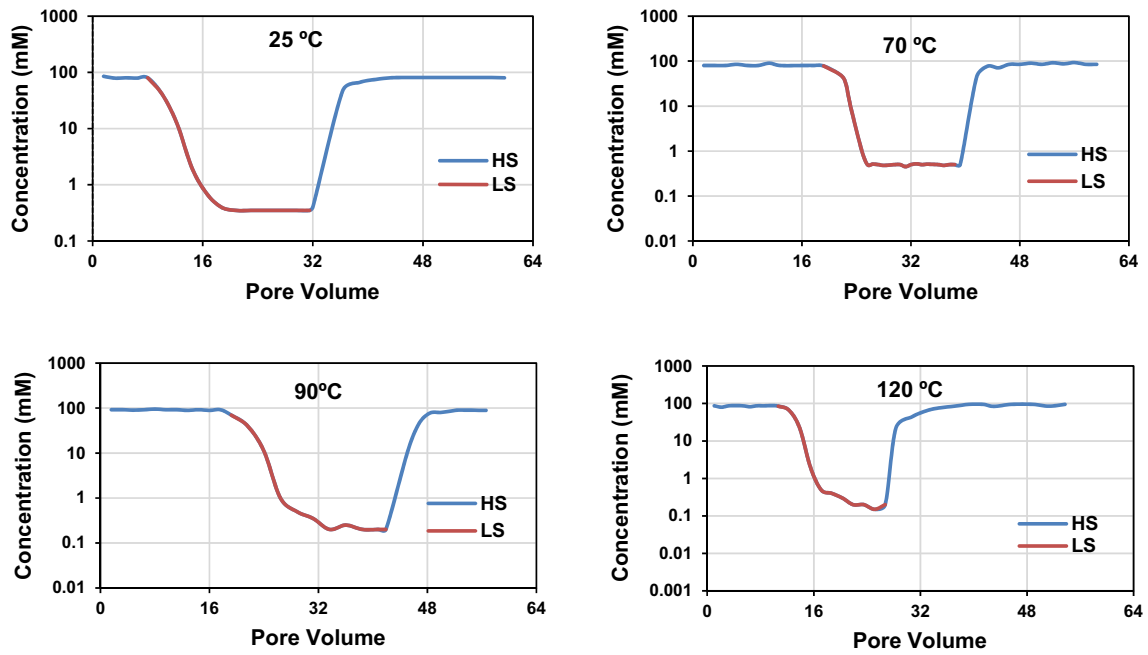 25 ºC
Concentration (mM)
1000
100
10
1
0.1
HS
LS
0
16
32
48
64
Pore Volume
70 ºC
Concentration (mM)
1000
100
10
1
0.1
0.01
HS
LS
0
16
32
48
64
Pore Volume
90ºC
Concentration (mM)
1000
100
10
1
0.1
0.01
HS
LS
0
16
32
48
64
Pore Volume
120 ºC
Concentration (mM)
1000
100
10
1
0.1
0.01
0.001
HS
LS
0
16
32
48
64
Pore Volume